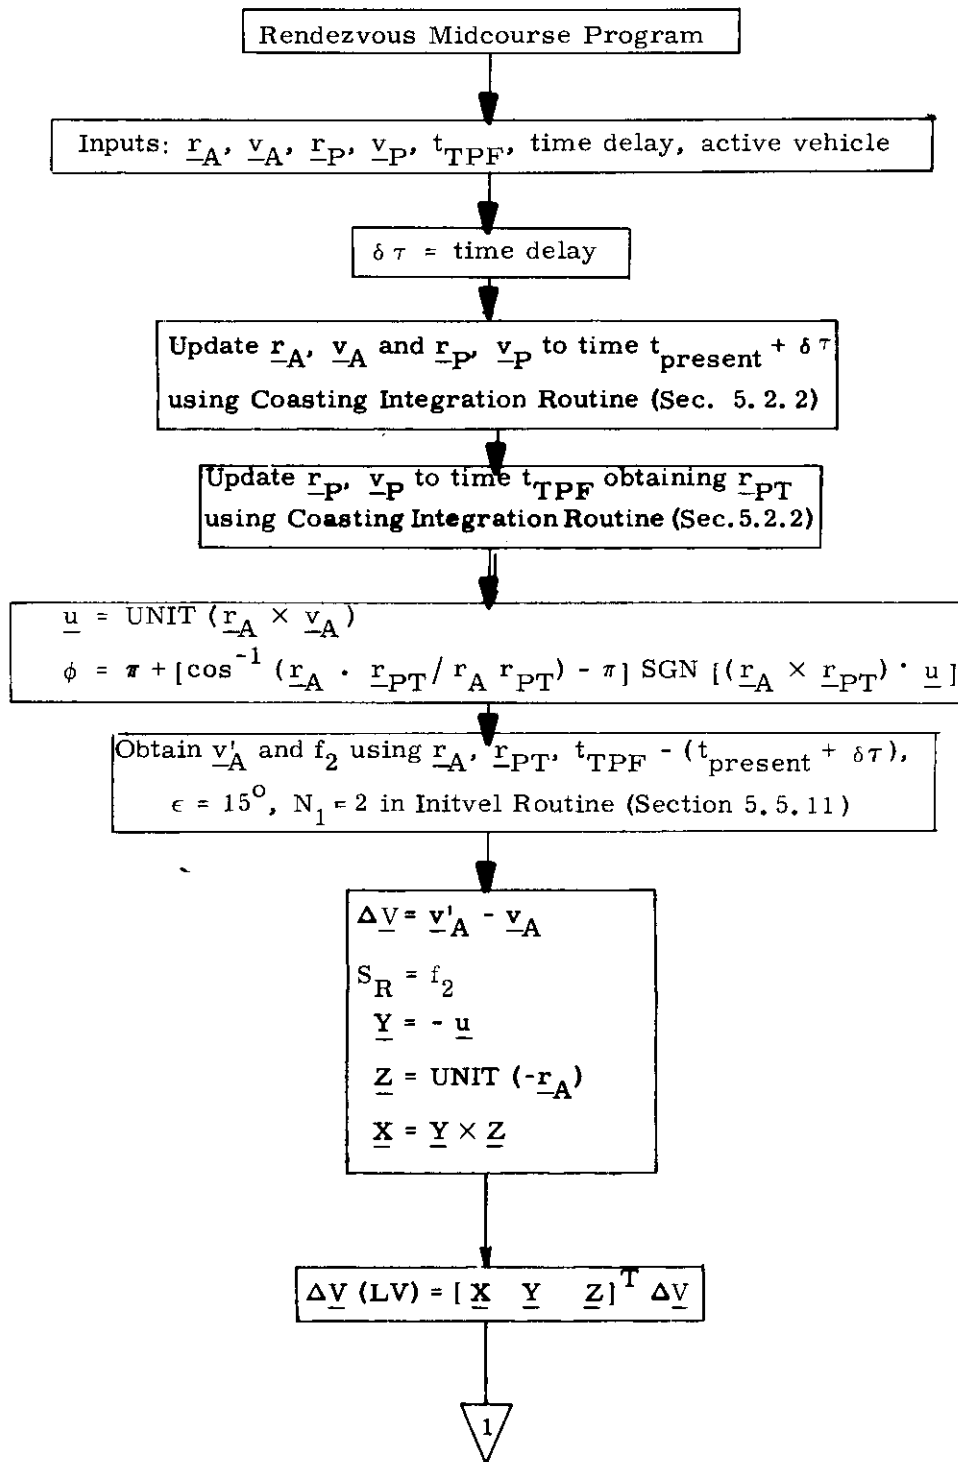 Rendezvous Midcourse Program
Inputs: r_A, v_A, r_P, v_P, t_TPF, time delay, active vehicle
δτ = time delay
Update r_A, v_A and r_P, v_P to time t_present + δτ
using Coasting Integration Routine (Sec. 5.2.2)
Update r_P, v_P to time t_TPF obtaining r_PT
using Coasting Integration Routine (Sec.5.2.2)
u = UNIT (r_A × v_A)
ϕ = π + [cos^-1 (r_A · r_PT / r_A r_PT) - π] SGN [(r_A × r_PT) · u]
Obtain v'_A and f_2 using r_A, r_PT, t_TPF - (t_present + δτ),
ϵ = 15°, N_1 = 2 in Initvel Routine (Section 5.5.11)
ΔV = v'_A - v_A
S_R = f_2
Y = - u
Z = UNIT (-r_A)
X = Y × Z
ΔV (LV) = [X Y Z]^T ΔV
1